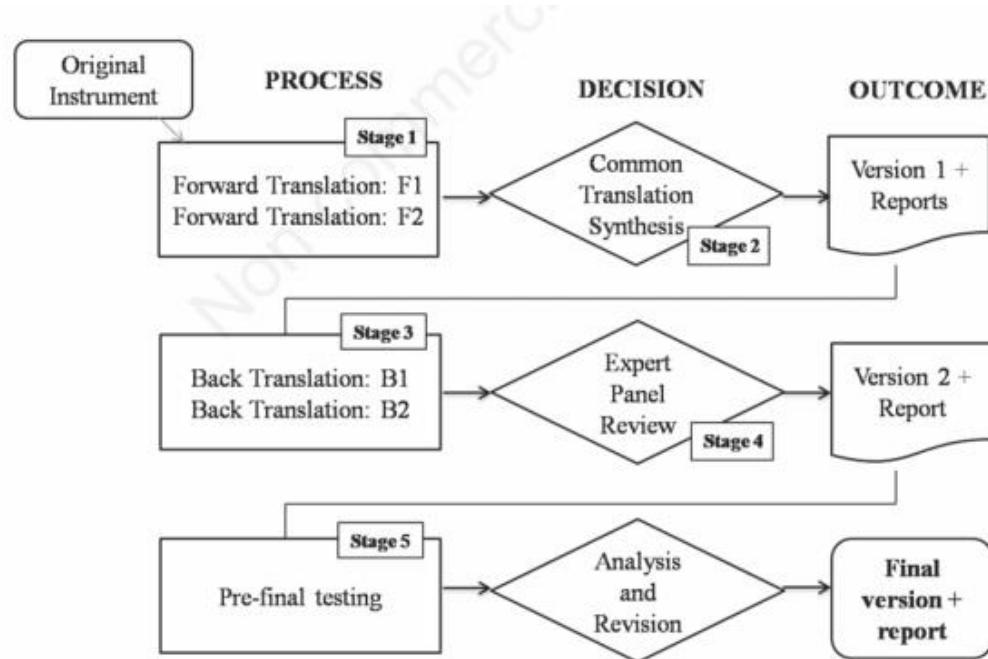 Original
Instrument
PROCESS
DECISION
OUTCOME
Stage 1
Forward Translation: F1
Forward Translation: F2
Common
Translation
Synthesis
Stage 2
Version 1 +
Reports
Stage 3
Back Translation: B1
Back Translation: B2
Expert
Panel
Review
Stage 4
Version 2 +
Report
Stage 5
Pre-final testing
Analysis
and
Revision
Final
version +
report